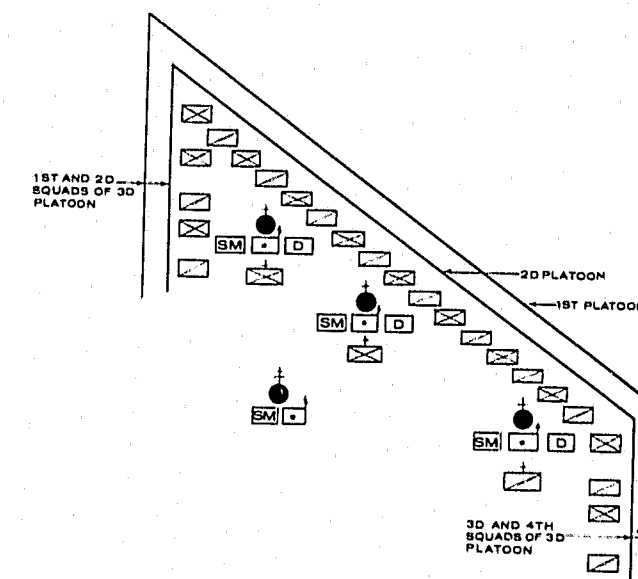 1ST AND 2D
SQUADS OF 3D
PLATOON
SM
D
2D PLATOON
1ST PLATOON
SM
D
SM
SM
D
3D AND 4TH
SQUADS OF 3D
PLATOON